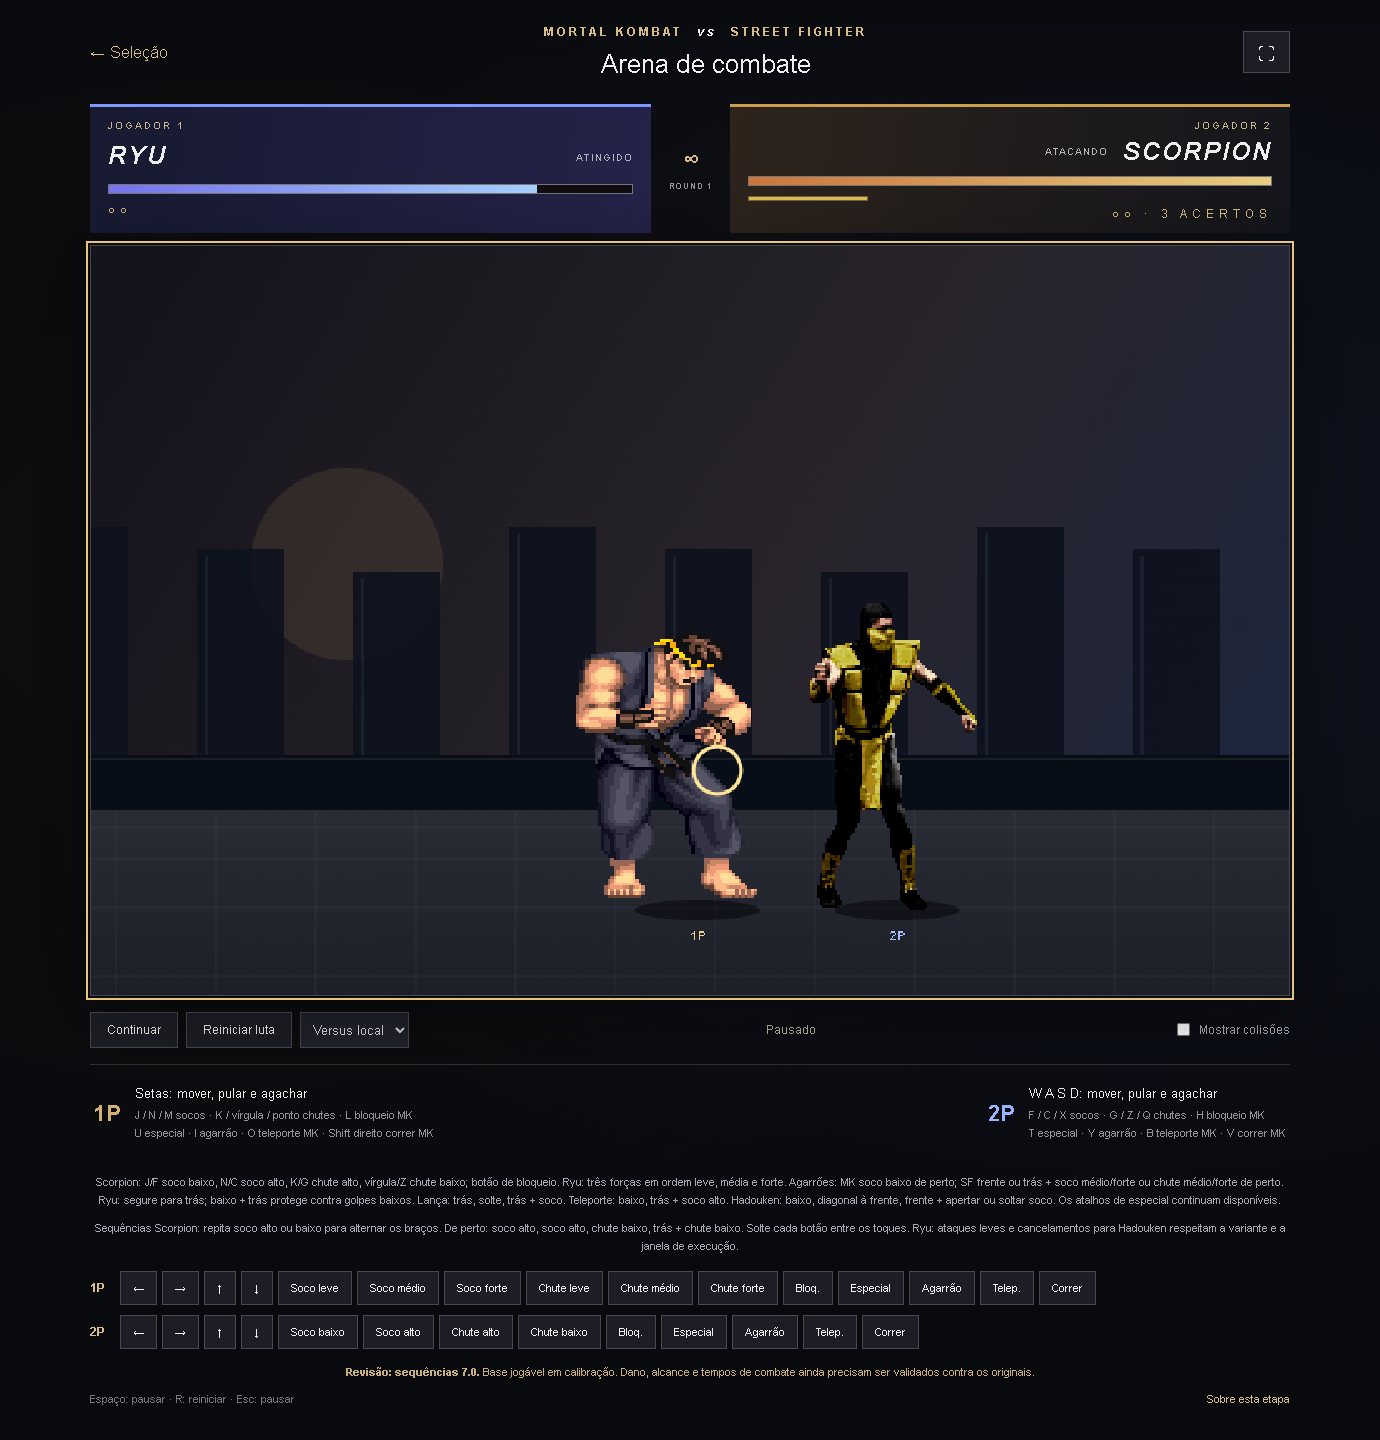 MORTAL KOMBAT VS STREET FIGHTER
← Seleção
Arena de combate
JOGADOR 1
RYU
ATINGIDO
∞
ROUND 1
JOGADOR 2
ATACANDO SCORPION
· 3 ACERTOS
1P
2P
Continuar
Reiniciar luta
Versus local
Pausado
Mostrar colisões
1P
Setas: mover, pular e agachar
J / N / M socos · K / vírgula / ponto chutes · L bloqueio MK
U especial · I agarrão · O teleporte MK · Shift direito correr MK
2P
W A S D: mover, pular e agachar
F / C / X socos · G / Z / Q chutes · H bloqueio MK
T especial · Y agarrão · B teleporte MK · V correr MK
Scorpion: J/F soco baixo, N/C soco alto, K/G chute alto, vírgula/Z chute baixo; botão de bloqueio. Ryu: três forças em ordem leve, média e forte. Agarrões: MK soco baixo de perto; SF frente ou trás + soco médio/forte ou chute médio/forte de perto.
Ryu: segure para trás; baixo + trás protege contra golpes baixos. Lança: trás, solte, trás + soco. Teleporte: baixo, trás + soco alto. Hadouken: baixo, diagonal à frente, frente + apertar ou soltar soco. Os atalhos de especial continuam disponíveis.
Sequências Scorpion: repita soco alto ou baixo para alternar os braços. De perto: soco alto, soco alto, chute baixo, trás + chute baixo. Solte cada botão entre os toques. Ryu: ataques leves e cancelamentos para Hadouken respeitam a variante e a
janela de execução.
1P ← → ↑ ↓ Soco leve Soco médio Soco forte Chute leve Chute médio Chute forte Bloq. Especial Agarrão Telep. Correr
2P ← → ↑ ↓ Soco baixo Soco alto Chute alto Chute baixo Bloq. Especial Agarrão Telep. Correr
Revisão: sequências 7.0. Base jogável em calibração. Dano, alcance e tempos de combate ainda precisam ser validados contra os originais.
Espaço: pausar · R: reiniciar · Esc: pausar
Sobre esta etapa